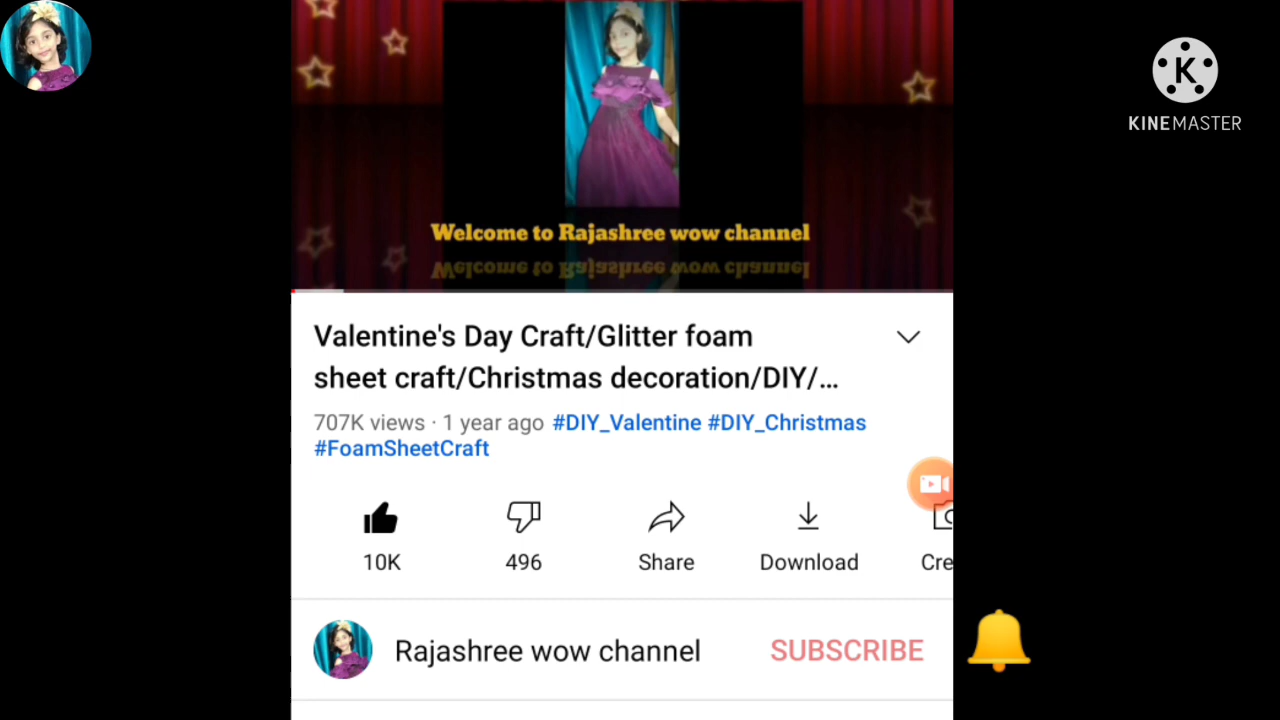 K
KINEMASTER
Welcome to Rajashree wow channel
Welcome to Rajashree wow channel
Valentine's Day Craft/Glitter foam
sheet craft/Christmas decoration/DIY/...
707K views · 1 year ago #DIY_Valentine #DIY_Christmas
#FoamSheetCraft
10K
496
Share
Download
Cre
Rajashree wow channel
SUBSCRIBE